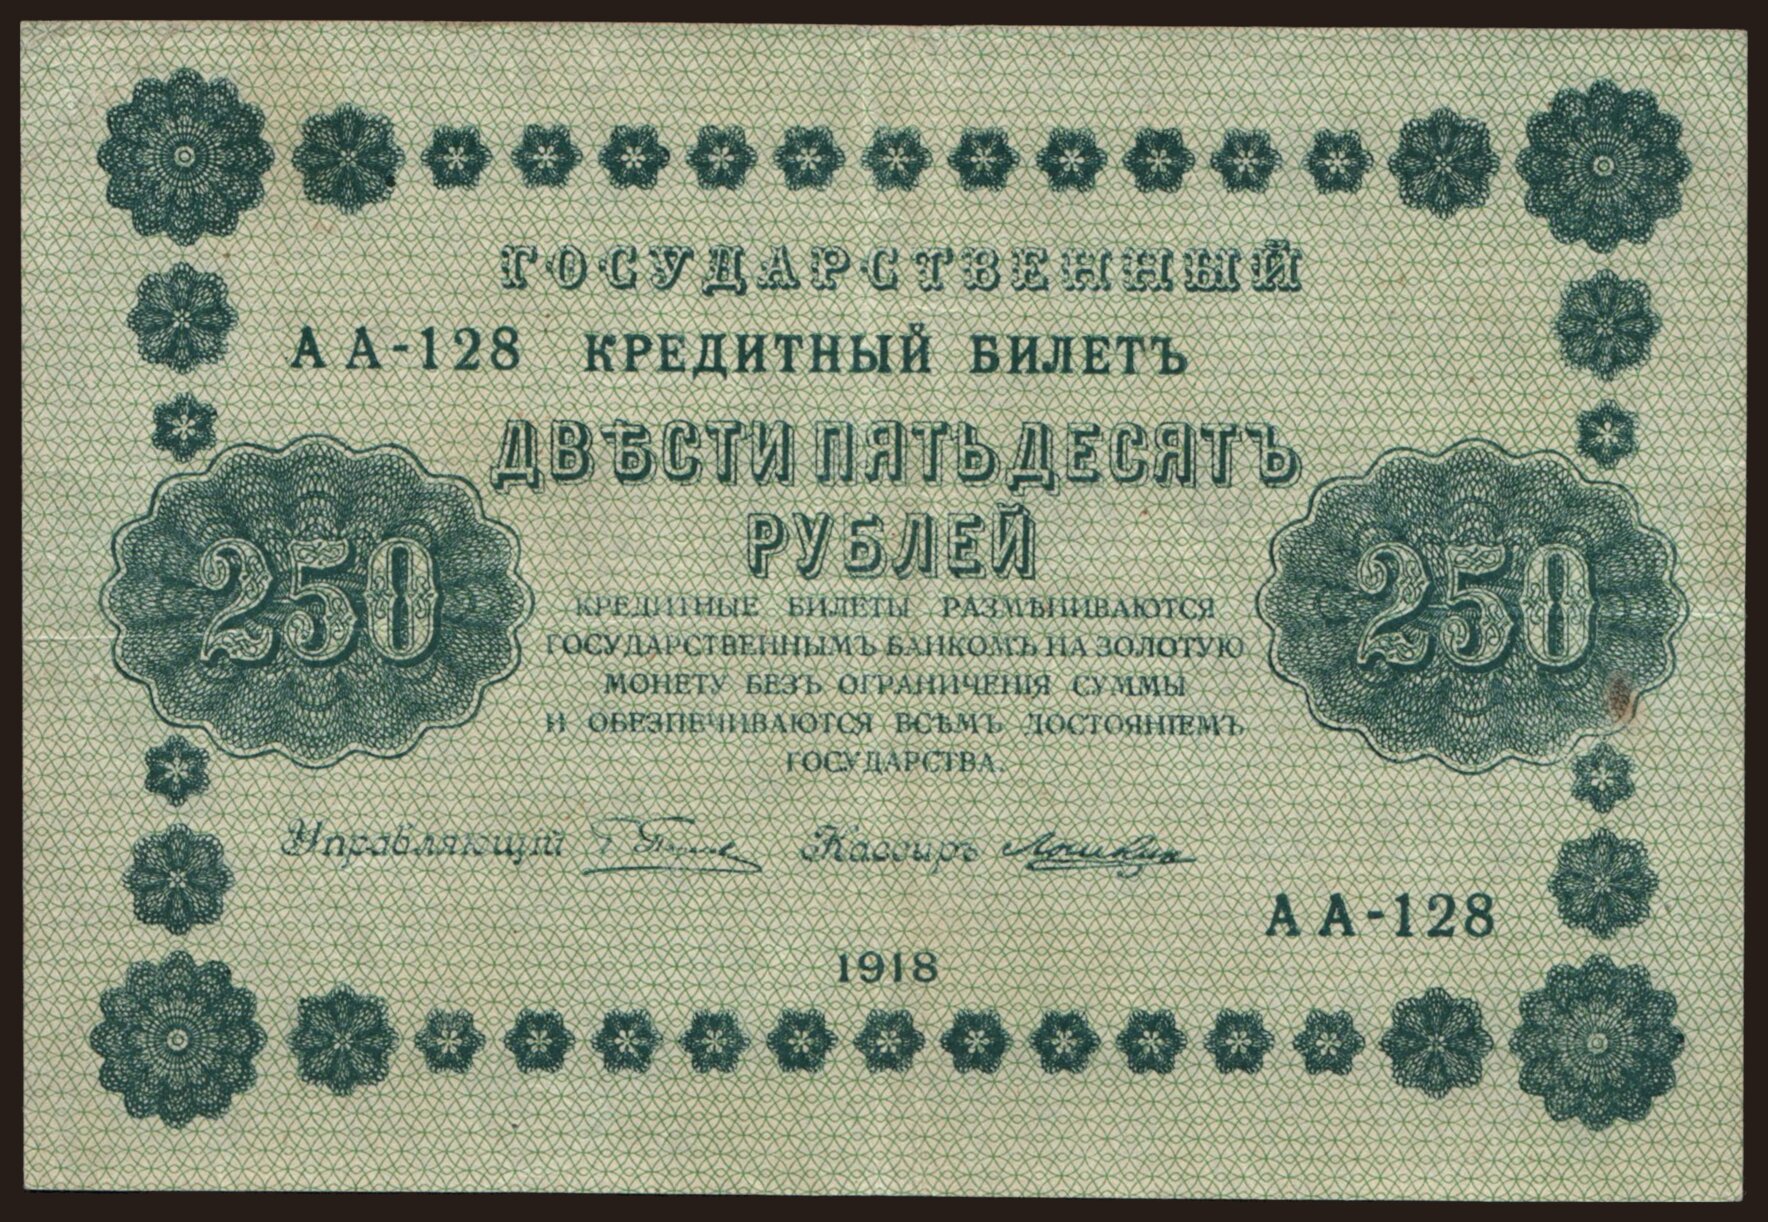 ГОСУДАРСТВЕННЫЙ
АА-128 КРЕДИТНЫЙ БИЛЕТЪ
ДВѢСТИ ПЯТЬДЕСЯТЪ
РУБЛЕЙ
250 250
КРЕДИТНЫЕ БИЛЕТЫ РАЗМѢНИВАЮТСЯ
ГОСУДАРСТВЕННЫМЪ БАНКОМЪ НА ЗОЛОТУЮ
МОНЕТУ БЕЗЪ ОГРАНИЧЕНІЯ СУММЫ
И ОБЕЗПЕЧИВАЮТСЯ ВСѢМЪ ДОСТОЯНІЕМЪ
ГОСУДАРСТВА.
Управляющій Кассиръ
АА-128
1918